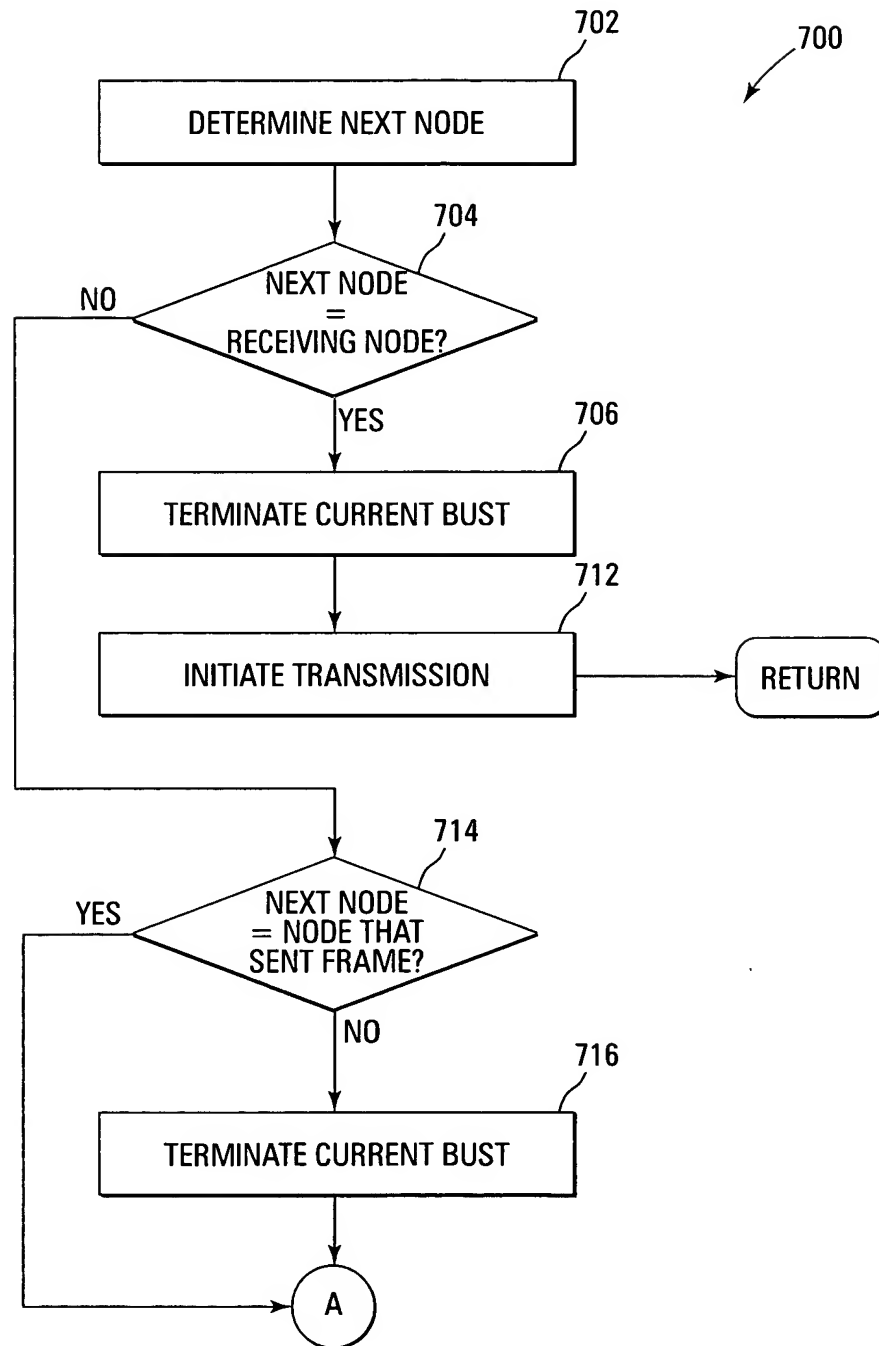 702
700
DETERMINE NEXT NODE
704
NEXT NODE
=
RECEIVING NODE?
NO
YES
706
TERMINATE CURRENT BUST
712
INITIATE TRANSMISSION
RETURN
714
NEXT NODE
= NODE THAT
SENT FRAME?
YES
NO
716
TERMINATE CURRENT BUST
A